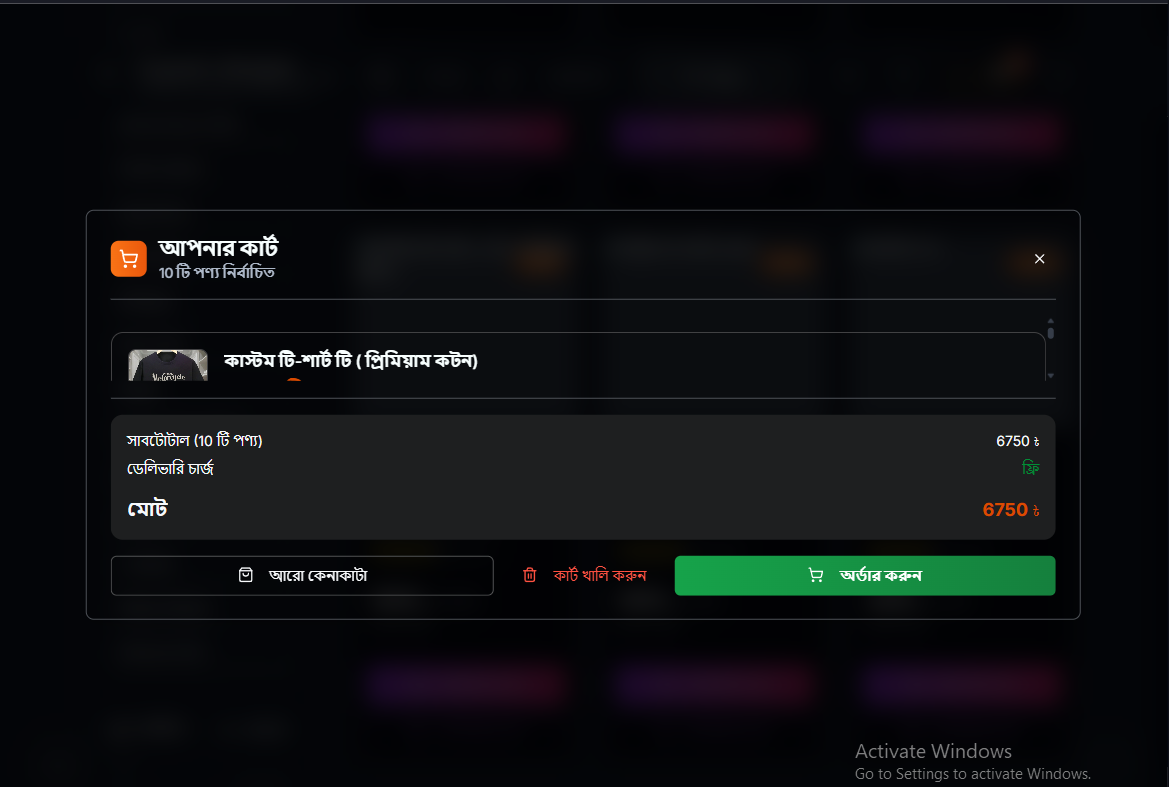 আপনার কার্ট
10 টি পণ্য নির্বাচিত
কাস্টম টি-শার্ট টি ( প্রিমিয়াম কটন)
সাবটোটাল (10 টি পণ্য) 6750 ৳
ডেলিভারি চার্জ ফ্রি
মোট 6750 ৳
আরো কেনাকাটা কার্ট খালি করুন অর্ডার করুন
Activate Windows
Go to Settings to activate Windows.